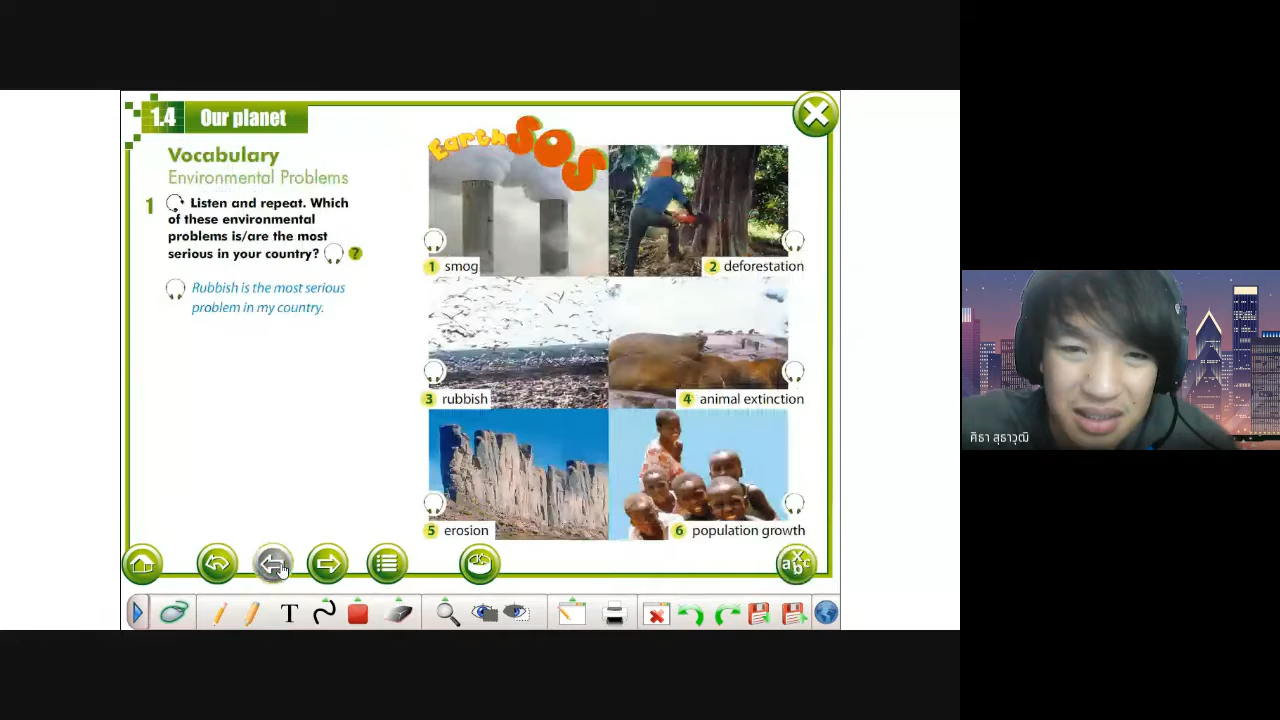 1.4 Our planet
Vocabulary
Environmental Problems
1 Listen and repeat. Which
of these environmental
problems is/are the most
serious in your country? ?
Rubbish is the most serious
problem in my country.
Earth SOS
1 smog
2 deforestation
3 rubbish
4 animal extinction
5 erosion
6 population growth
a x b c
T
ศิธา สุธาวุฒิ